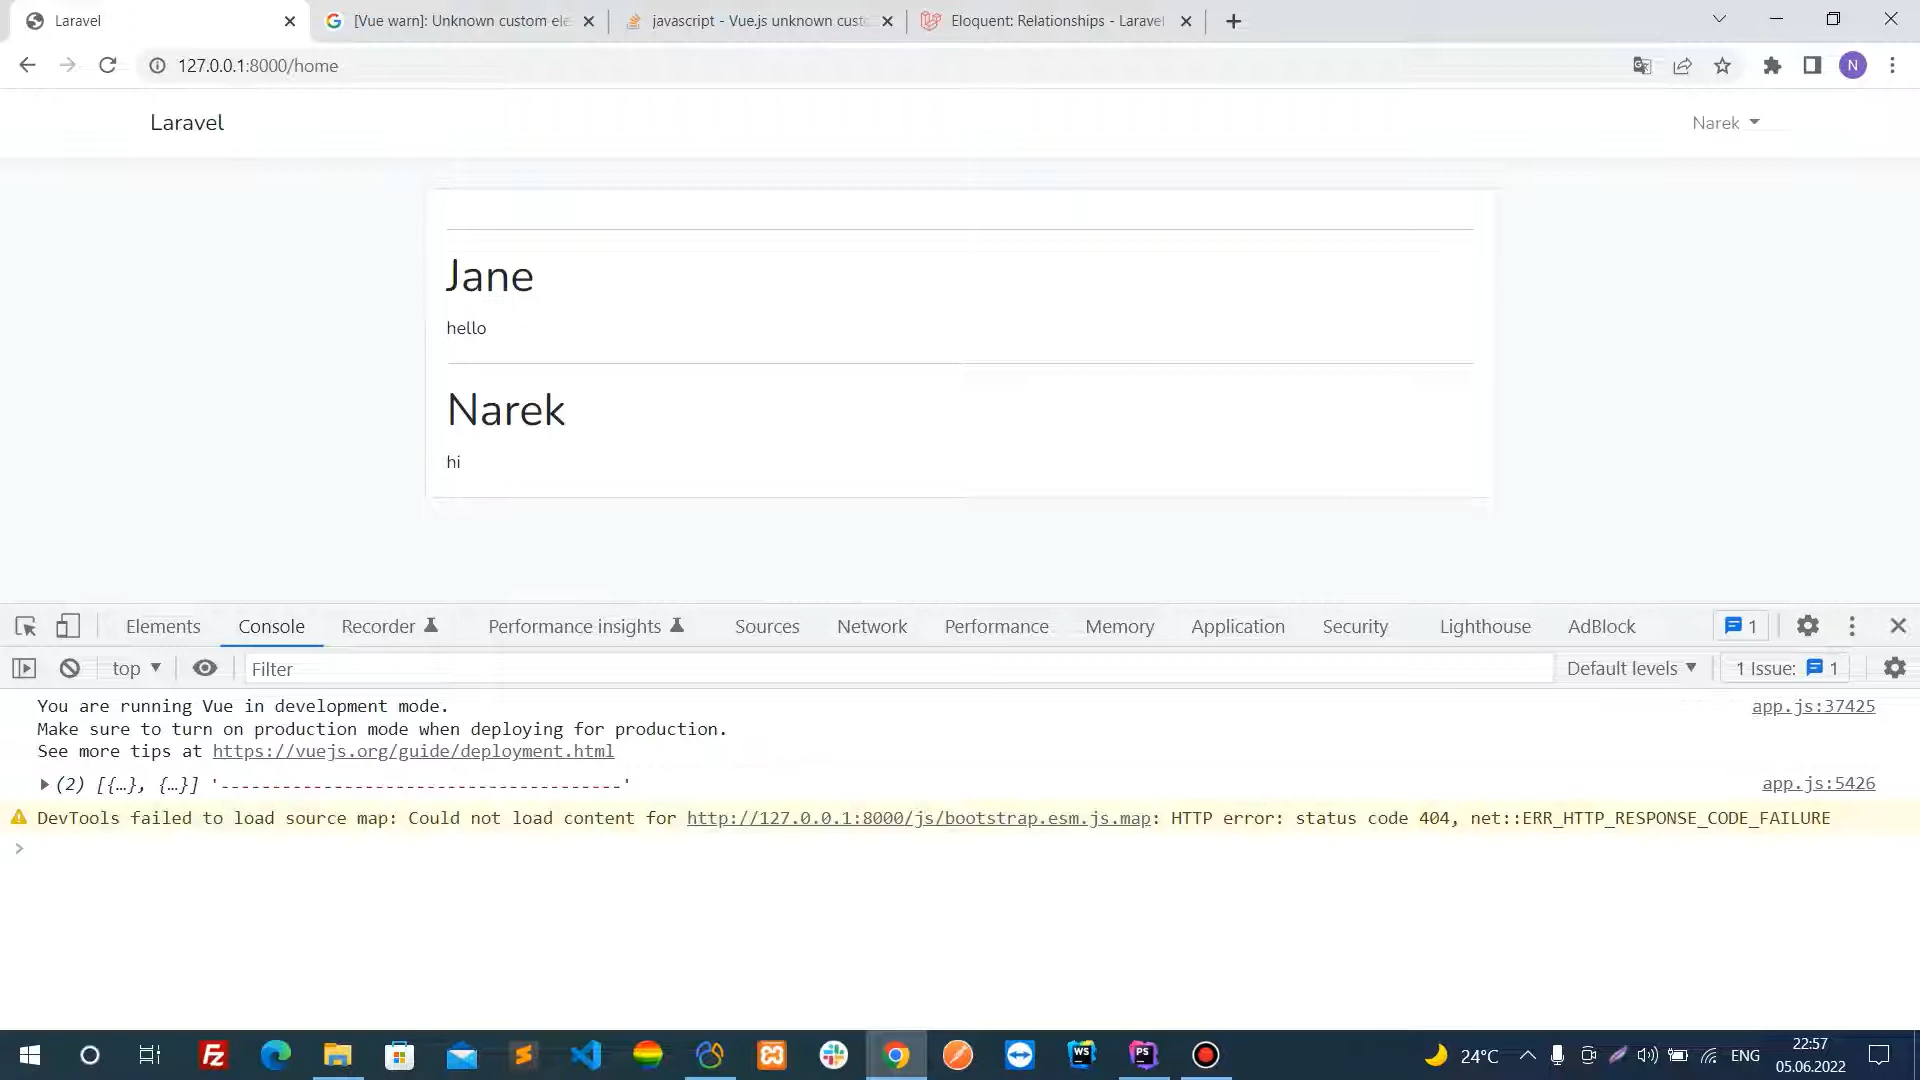 Laravel
[Vue warn]: Unknown custom ele
javascript - Vue.js unknown custo
Eloquent: Relationships - Laravel
127.0.0.1:8000/home
N
Laravel
Narek
Jane
hello
Narek
hi
Elements
Console
Recorder
Performance insights
Sources
Network
Performance
Memory
Application
Security
Lighthouse
AdBlock
1
top
Filter
Default levels
1 Issue: 1
You are running Vue in development mode. app.js:37425
Make sure to turn on production mode when deploying for production.
See more tips at https://vuejs.org/guide/deployment.html
(2) [{…}, {…}] '---------------------------------------' app.js:5426
DevTools failed to load source map: Could not load content for http://127.0.0.1:8000/js/bootstrap.esm.js.map: HTTP error: status code 404, net::ERR_HTTP_RESPONSE_CODE_FAILURE
>
Fz
WS
PS
24°C
ENG
22:57
05.06.2022